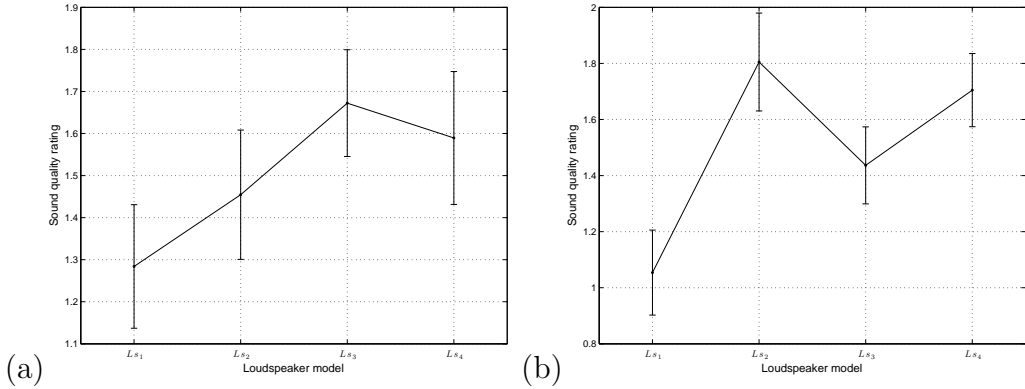 1.9
1.8
1.7
1.6
1.5
1.4
1.3
1.2
1.1
Sound quality rating
Ls₁ Ls₂ Ls₃ Ls₄
Loudspeaker model
(a)
2
1.8
1.6
1.4
1.2
1
0.8
Sound quality rating
Ls₁ Ls₂ Ls₃ Ls₄
Loudspeaker model
(b)